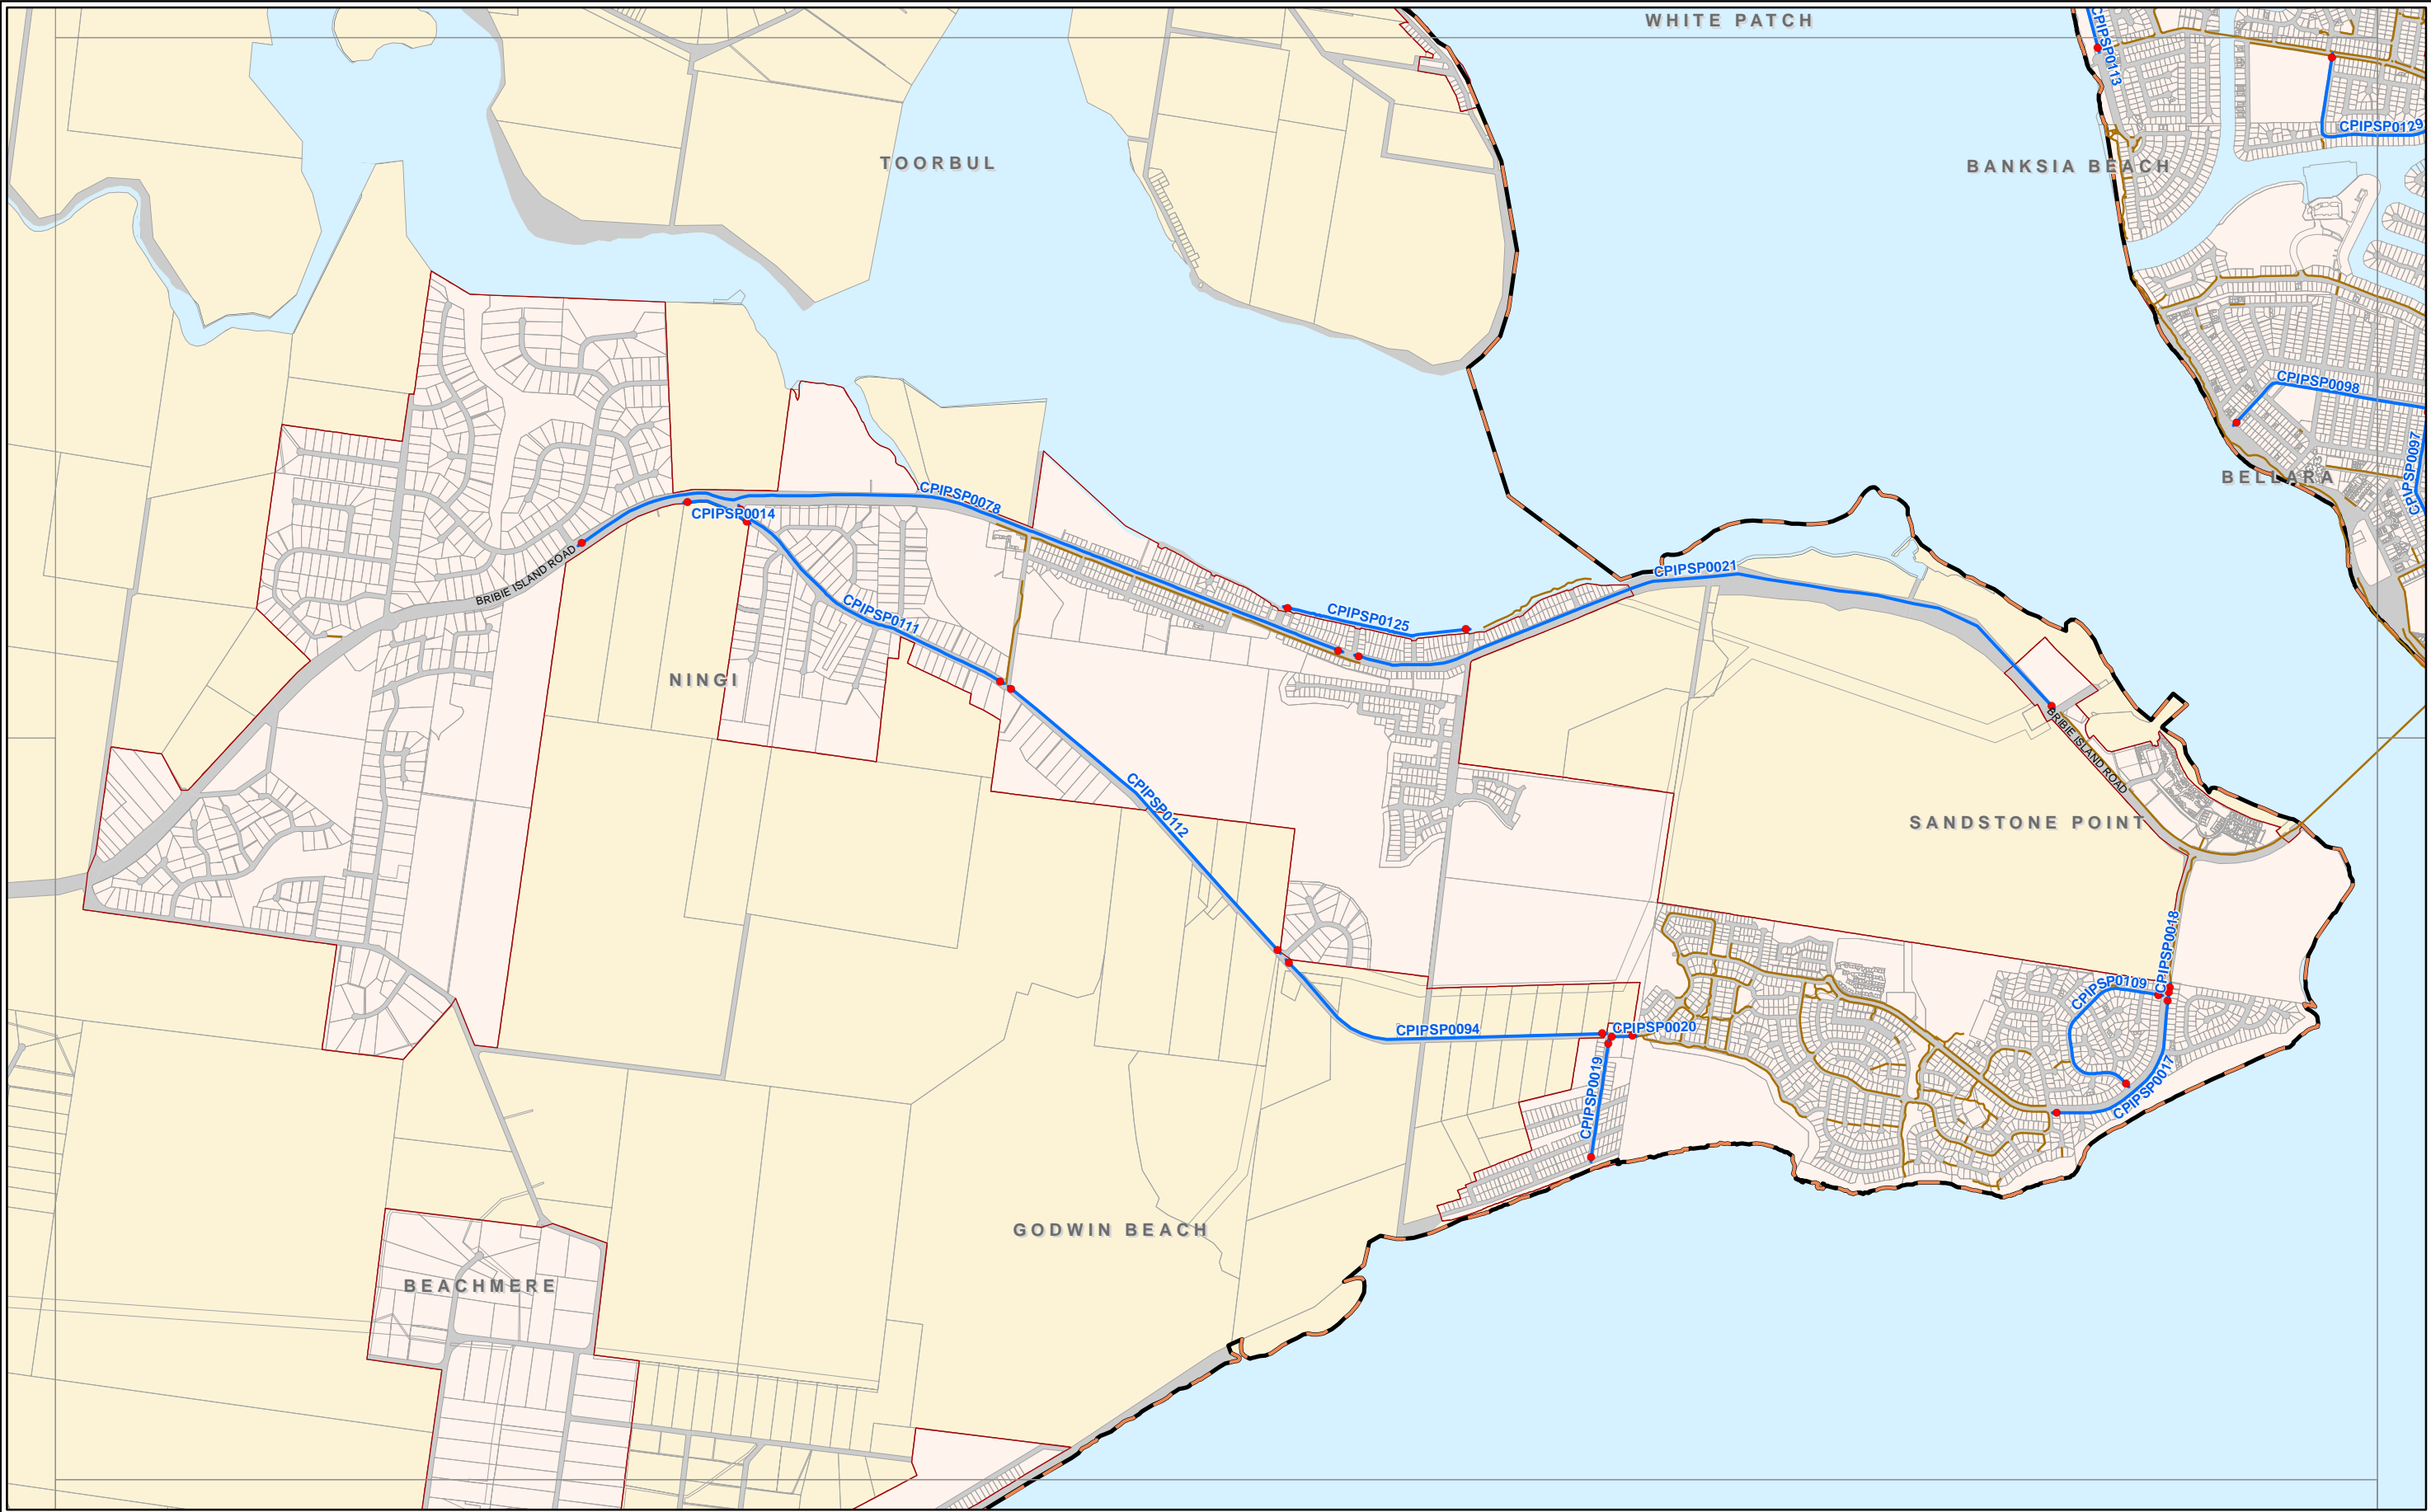 WHITE PATCH
CPIPSP0113
CPIPSP0129
TOORBUL
BANKSIA BEACH
CPIPSP0098
CPIPSP0097
BELLARA
CPIPSP0078
CPIPSP0014
BRIBIE ISLAND ROAD
CPIPSP0021
CPIPSP0111
CPIPSP0125
NINGI
BRIBIE ISLAND ROAD
CPIPSP0112
SANDSTONE POINT
CPIPSP0018
CPIPSP0109
CPIPSP0094
CPIPSP0020
CPIPSP0019
CPIPSP0017
GODWIN BEACH
BEACHMERE